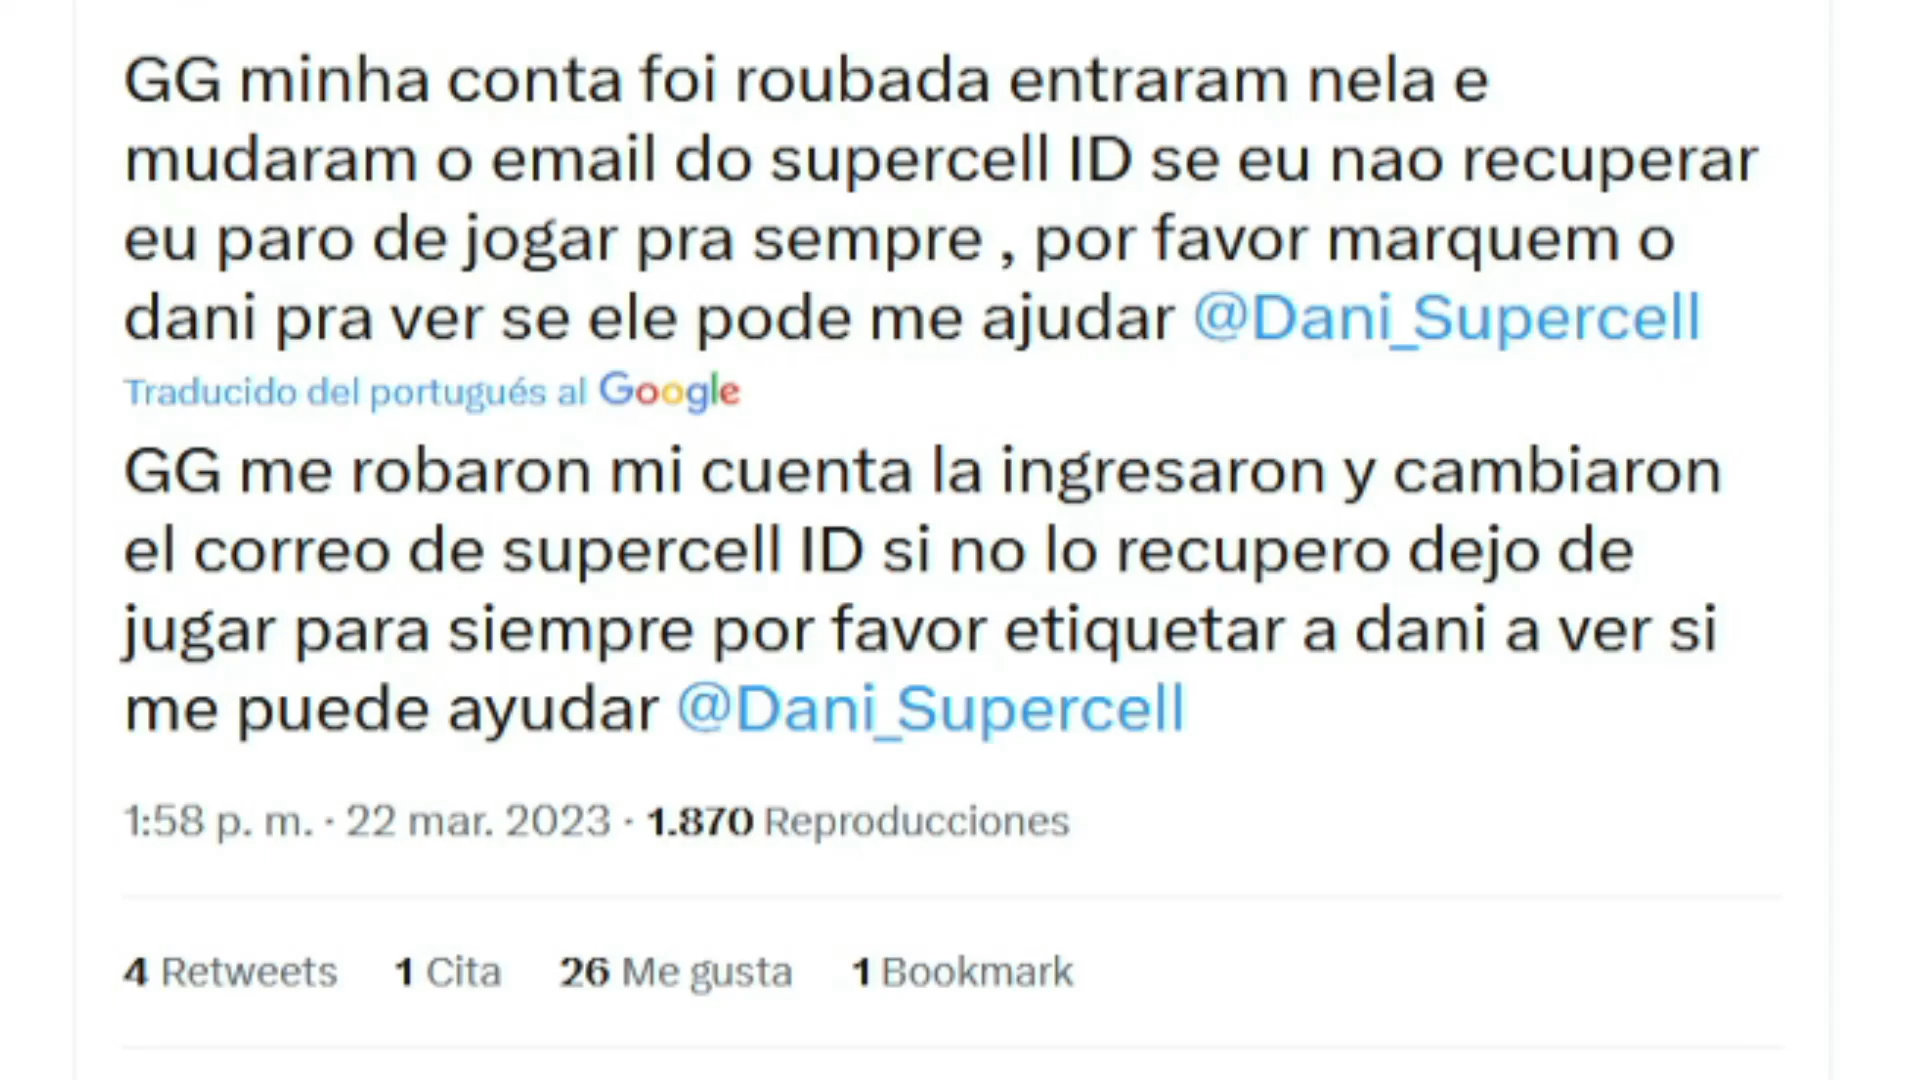 GG minha conta foi roubada entraram nela e
mudaram o email do supercell ID se eu nao recuperar
eu paro de jogar pra sempre , por favor marquem o
dani pra ver se ele pode me ajudar @Dani_Supercell
Traducido del portugués al Google
GG me robaron mi cuenta la ingresaron y cambiaron
el correo de supercell ID si no lo recupero dejo de
jugar para siempre por favor etiquetar a dani a ver si
me puede ayudar @Dani_Supercell
1:58 p. m. · 22 mar. 2023 · 1.870 Reproducciones
4 Retweets 1 Cita 26 Me gusta 1 Bookmark